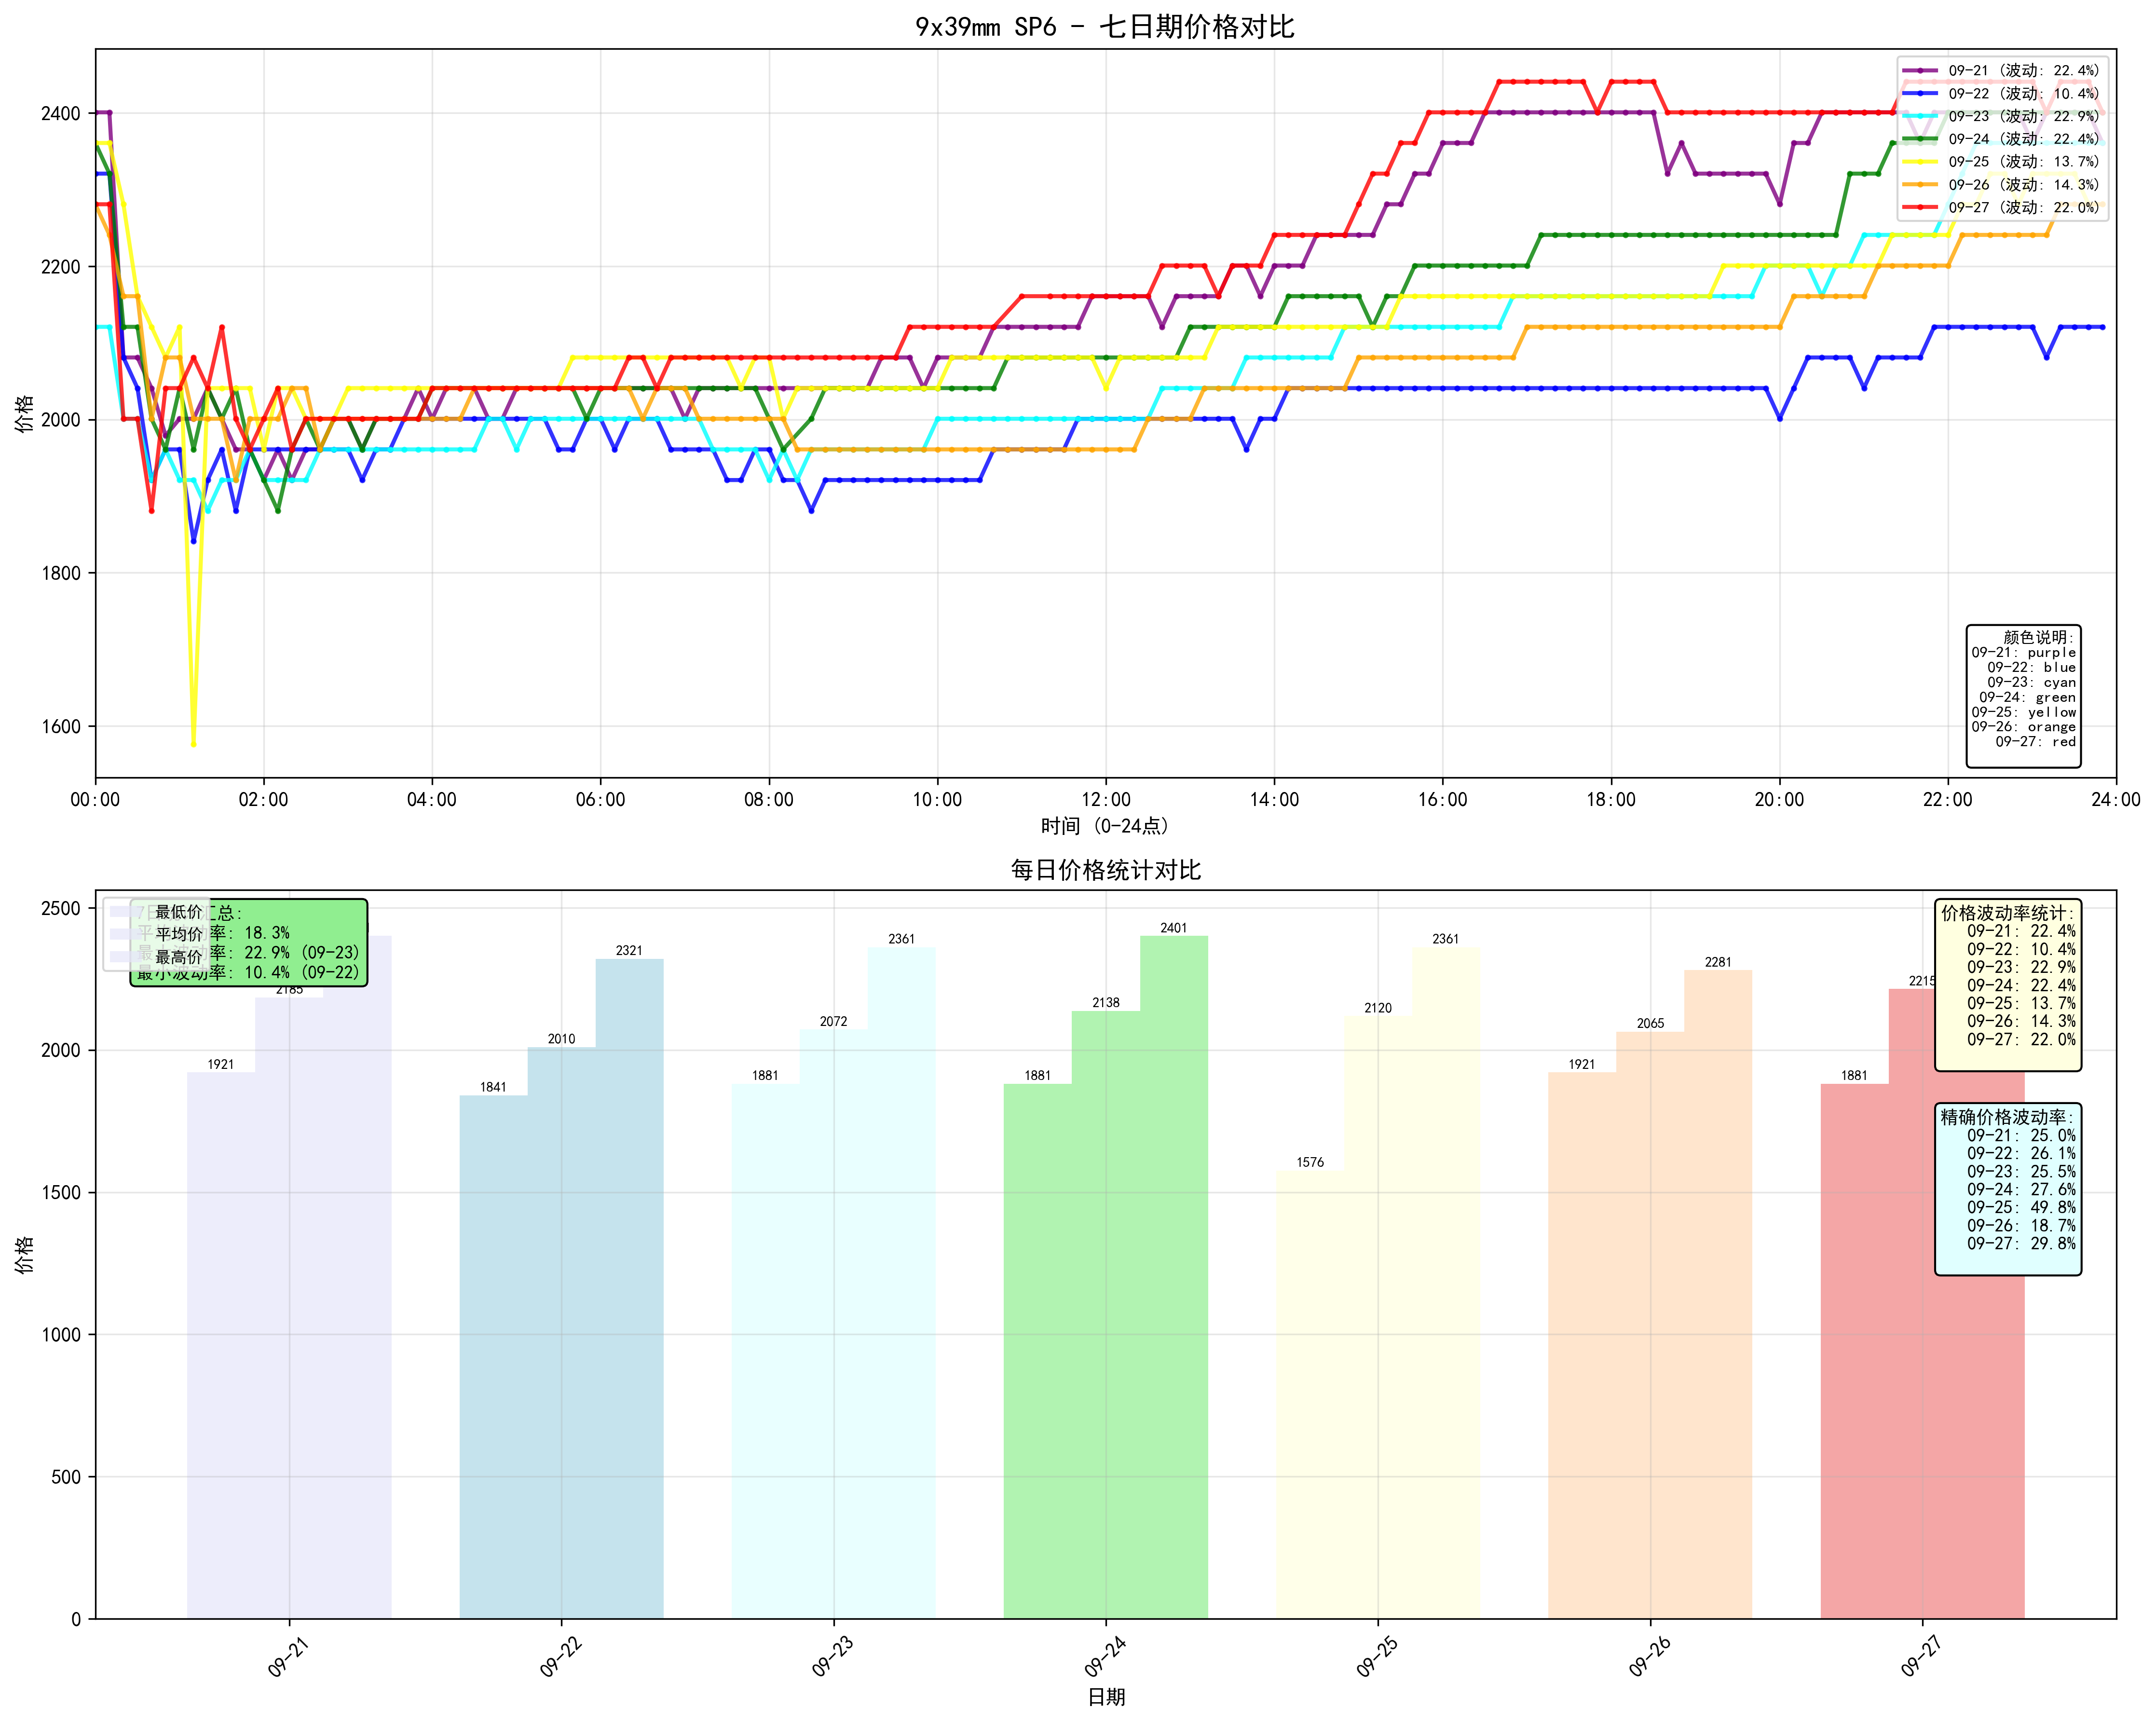 9x39mm SP6 - 七日期价格对比
价格
2400
2200
2000
1800
1600
09-21 (波动: 22.4%)
09-22 (波动: 10.4%)
09-23 (波动: 22.9%)
09-24 (波动: 22.4%)
09-25 (波动: 13.7%)
09-26 (波动: 14.3%)
09-27 (波动: 22.0%)
颜色说明:
09-21: purple
09-22: blue
09-23: cyan
09-24: green
09-25: yellow
09-26: orange
09-27: red
00:00 02:00 04:00 06:00 08:00 10:00 12:00 14:00 16:00 18:00 20:00 22:00 24:00
时间 (0-24点)
每日价格统计对比
价格
2500
2000
1500
1000
500
0
最低价
平均价
最高价
汇总:
率: 18.3%
22.9% (09-23)
最小波动率: 10.4% (09-22)
1921 2185
1841 2010 2321
1881 2072 2361
1881 2138 2401
1576 2120 2361
1921 2065 2281
1881 2215
价格波动率统计:
09-21: 22.4%
09-22: 10.4%
09-23: 22.9%
09-24: 22.4%
09-25: 13.7%
09-26: 14.3%
09-27: 22.0%
精确价格波动率:
09-21: 25.0%
09-22: 26.1%
09-23: 25.5%
09-24: 27.6%
09-25: 49.8%
09-26: 18.7%
09-27: 29.8%
09-21 09-22 09-23 09-24 09-25 09-26 09-27
日期